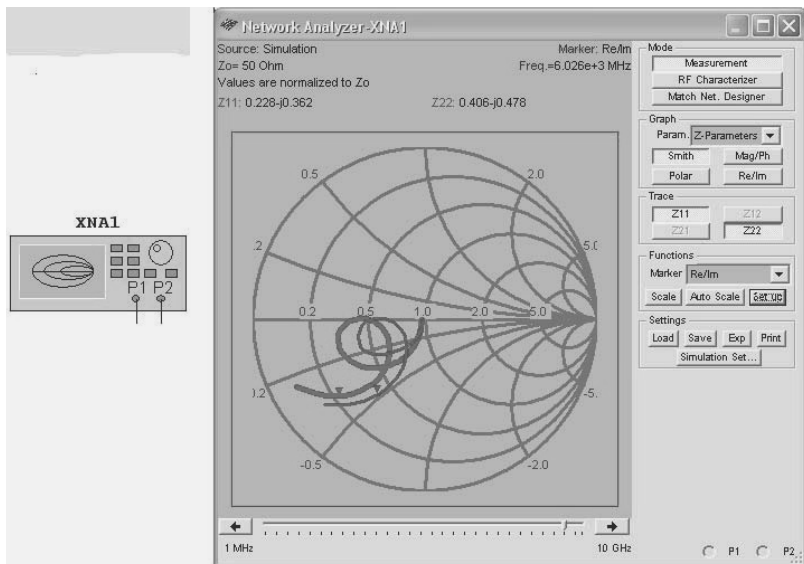 Network Analyzer-XNA1
Source: Simulation Marker: Re/Im
Zo= 50 Ohm Freq.=6.026e+3 MHz
Values are normalized to Zo
Z11: 0.228-j0.362 Z22: 0.406-j0.478
0.5 2.0
.2 5.0
0.2 0.5 1.0 2.0 5.0
).2 -5.
-0.5 -2.0
1 MHz 10 GHz
XNA1
P1 P2
Mode
Measurement
RF Characterizer
Match Net. Designer
Graph
Param. Z-Parameters
Smith Mag/Ph
Polar Re/Im
Trace
Z11 Z12
Z21 Z22
Functions
Marker Re/Im
Scale Auto Scale Set up
Settings
Load Save Exp Print
Simulation Set...
P1 P2